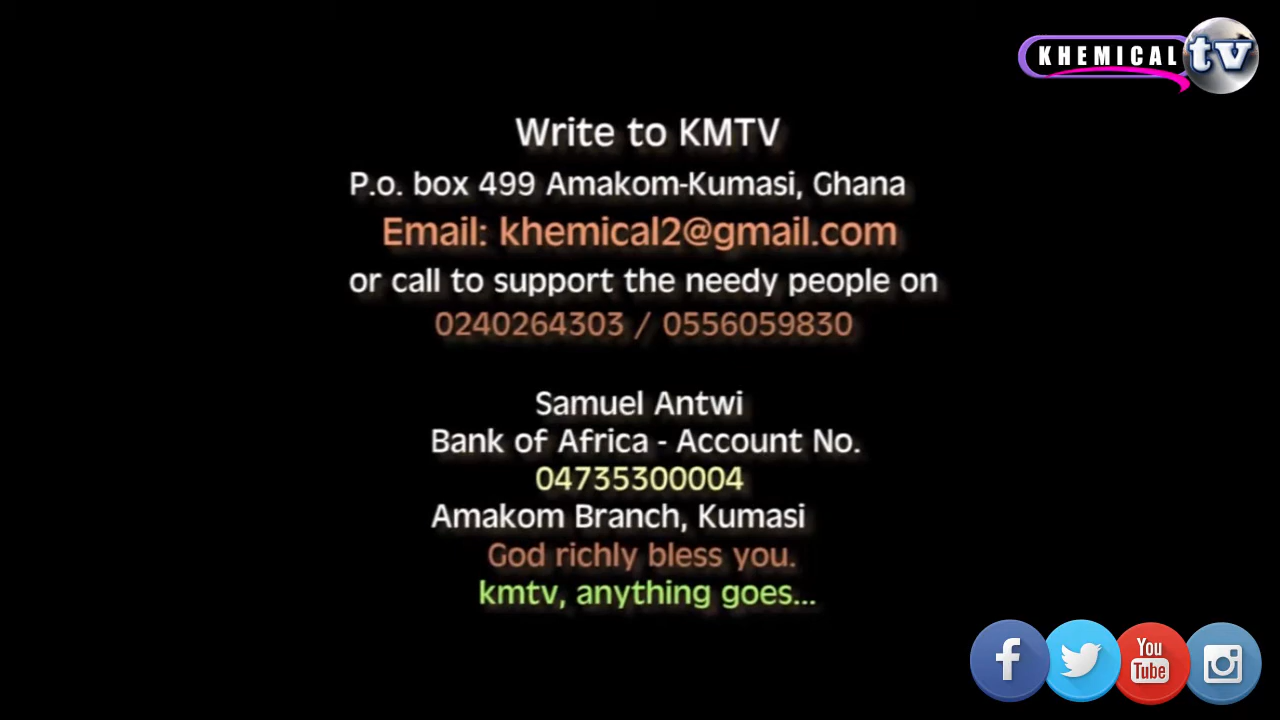 KHEMICAL tv
Write to KMTV
P.o. box 499 Amakom-Kumasi, Ghana
Email: khemical2@gmail.com
or call to support the needy people on
0240264303 / 0556059830
Samuel Antwi
Bank of Africa - Account No.
04735300004
Amakom Branch, Kumasi
God richly bless you.
kmtv, anything goes...
f
You
Tube